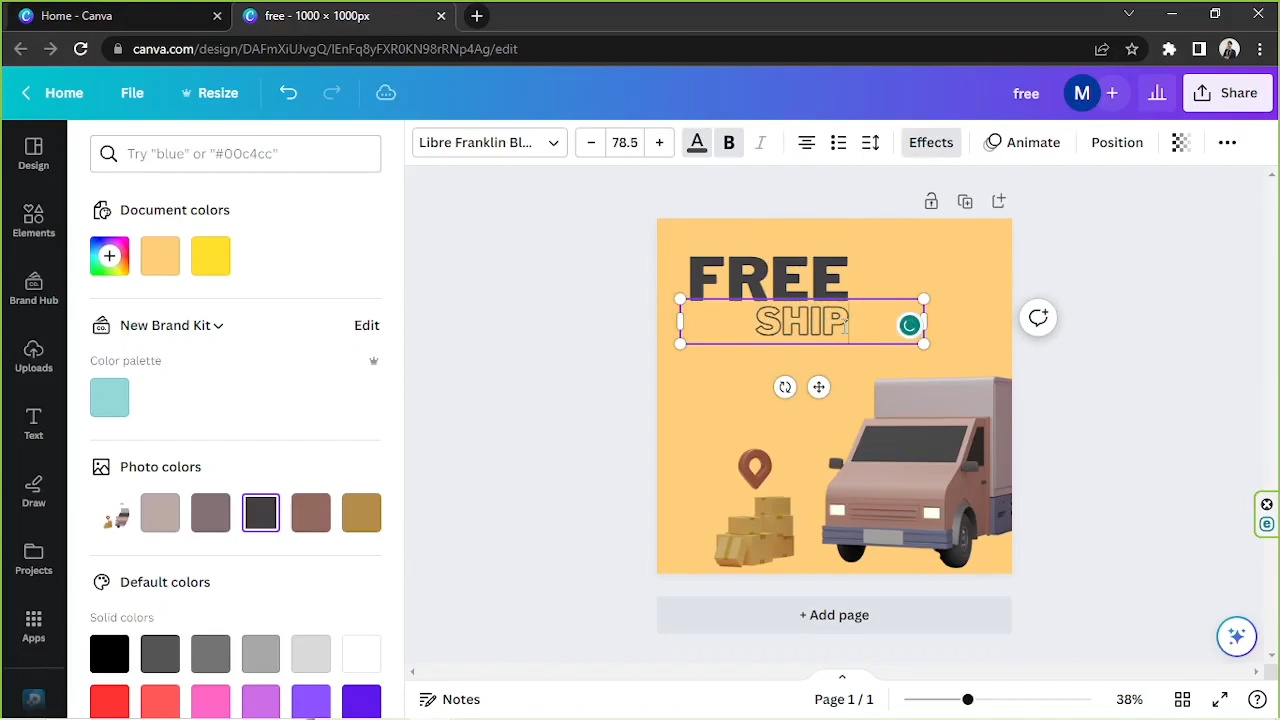 Home - Canva
free - 1000 × 1000px
canva.com/design/DAFmXiUJvgQ/IEnFq8yFXR0KN98rRNp4Ag/edit
Home
File
Resize
free
M
Share
Libre Franklin Bl...
78.5
A
B
I
Effects
Animate
Position
Try "blue" or "#00c4cc"
Design
Elements
Brand Hub
Uploads
Text
Draw
Projects
Apps
Document colors
New Brand Kit
Edit
Color palette
Photo colors
Default colors
Solid colors
FREE
SHIP
+ Add page
Notes
Page 1 / 1
38%